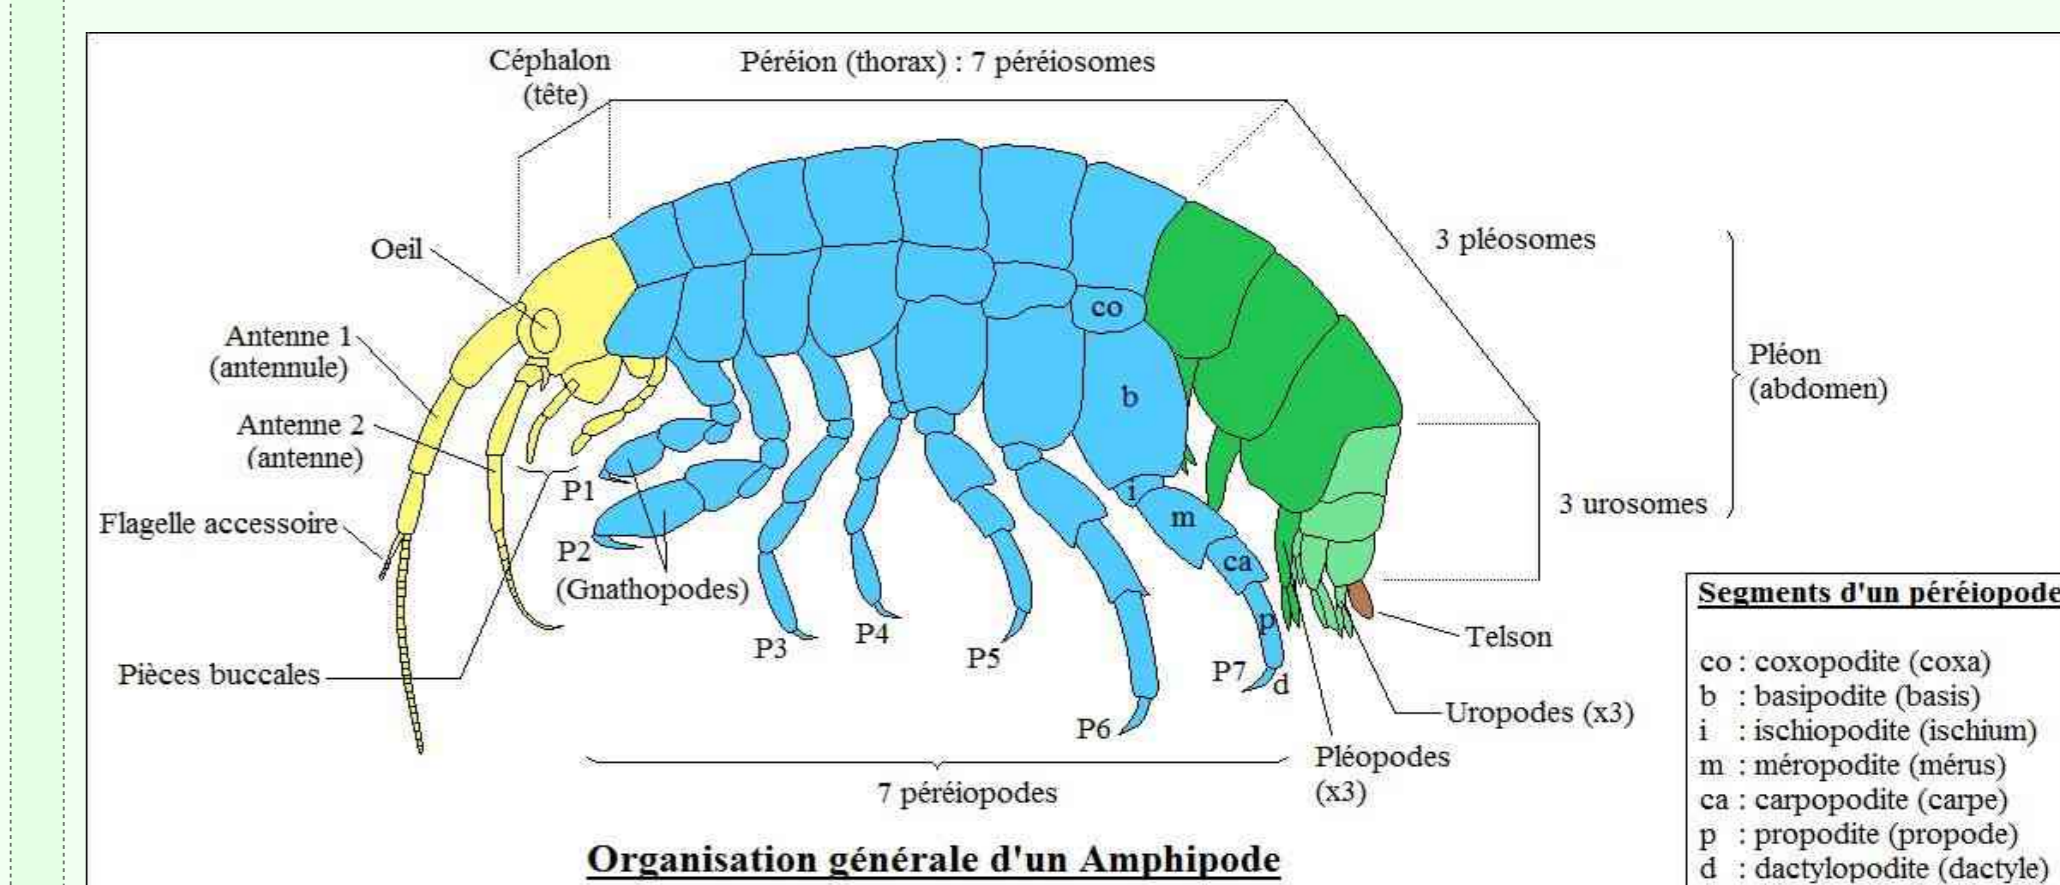 Céphalon
(tête)
Péréion (thorax) : 7 péréiosomes
Oeil
3 pléosomes
Antenne 1
(antennule)
Pléon
(abdomen)
co
b
Antenne 2
(antenne)
P1
i
m
3 urosomes
Flagelle accessoire
P2
(Gnathopodes)
ca
p
P3
P4
P5
P7
d
P6
Telson
Pièces buccales
Uropodes (x3)
Pléopodes
(x3)
7 péréiopodes
Organisation générale d'un Amphipode
Segments d'un péréiopode
co : coxopodite (coxa)
b : basipodite (basis)
i : ischiopodite (ischium)
m : méropodite (mérus)
ca : carpopodite (carpe)
p : propodite (propode)
d : dactylopodite (dactyle)